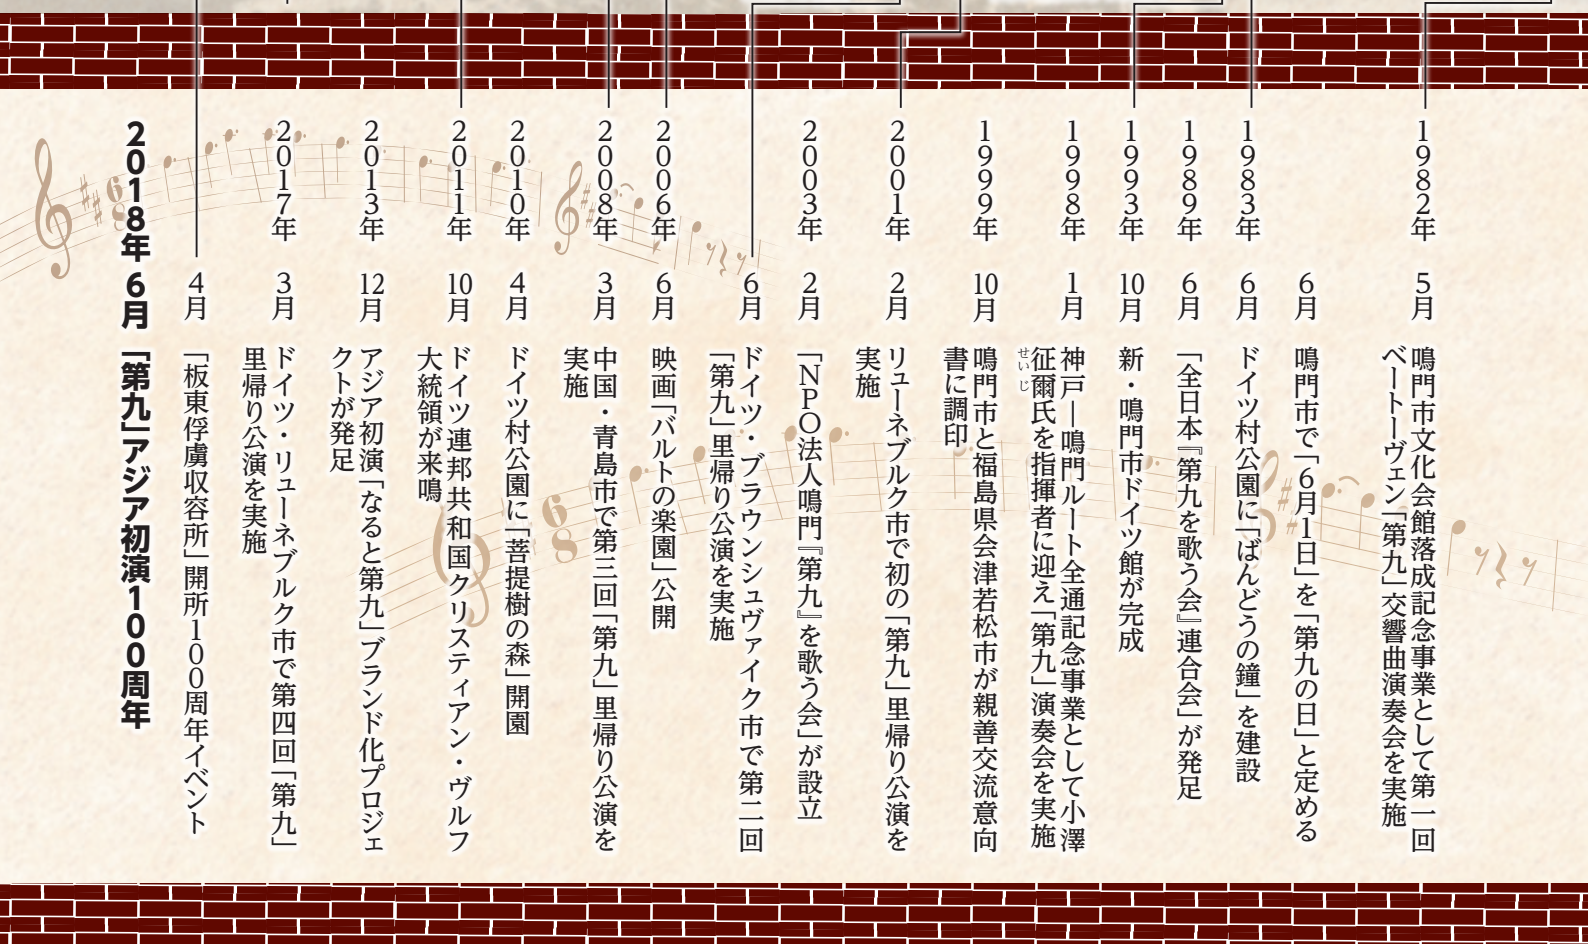 1982年　5月　鳴門市文化会館落成記念事業として第一回
ベートーヴェン「第九」交響曲演奏会を実施
6月　鳴門市で「6月1日」を「第九の日」と定める
1983年　6月　ドイツ村公園に「ばんどうの鐘」を建設
1989年　6月　「全日本『第九を歌う会』連合会」が発足
1993年　10月　新・鳴門市ドイツ館が完成
1998年　1月　神戸—鳴門ルート全通記念事業として小澤
征爾氏を指揮者に迎え「第九」演奏会を実施
せいじ
1999年　10月　鳴門市と福島県会津若松市が親善交流意向
書に調印
2001年　2月　リューネブルク市で初の「第九」里帰り公演を
実施
2003年　2月　「NPO法人鳴門『第九』を歌う会」が設立
6月　ドイツ・ブラウンシュヴァイク市で第二回
「第九」里帰り公演を実施
2006年　6月　映画「バルトの楽園」公開
2008年　3月　中国・青島市で第三回「第九」里帰り公演を
実施
2010年　4月　ドイツ村公園に「菩提樹の森」開園
2011年　10月　ドイツ連邦共和国クリスティアン・ヴルフ
大統領が来鳴
2013年　12月　アジア初演「なると第九」ブランド化プロジェ
クトが発足
2017年　3月　ドイツ・リューネブルク市で第四回「第九」
里帰り公演を実施
4月　「板東俘虜収容所」開所100周年イベント
2018年　6月　「第九」アジア初演100周年